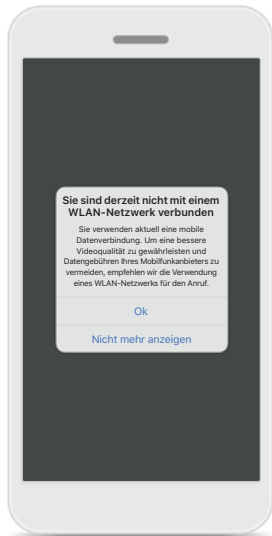 Sie sind derzeit nicht mit einem
WLAN-Netzwerk verbunden
Sie verwenden aktuell eine mobile
Datenverbindung. Um eine bessere
Videoqualität zu gewährleisten und
Datengebühren Ihres Mobilfunkanbieters zu
vermeiden, empfehlen wir die Verwendung
eines WLAN-Netzwerks für den Anruf.
Ok
Nicht mehr anzeigen